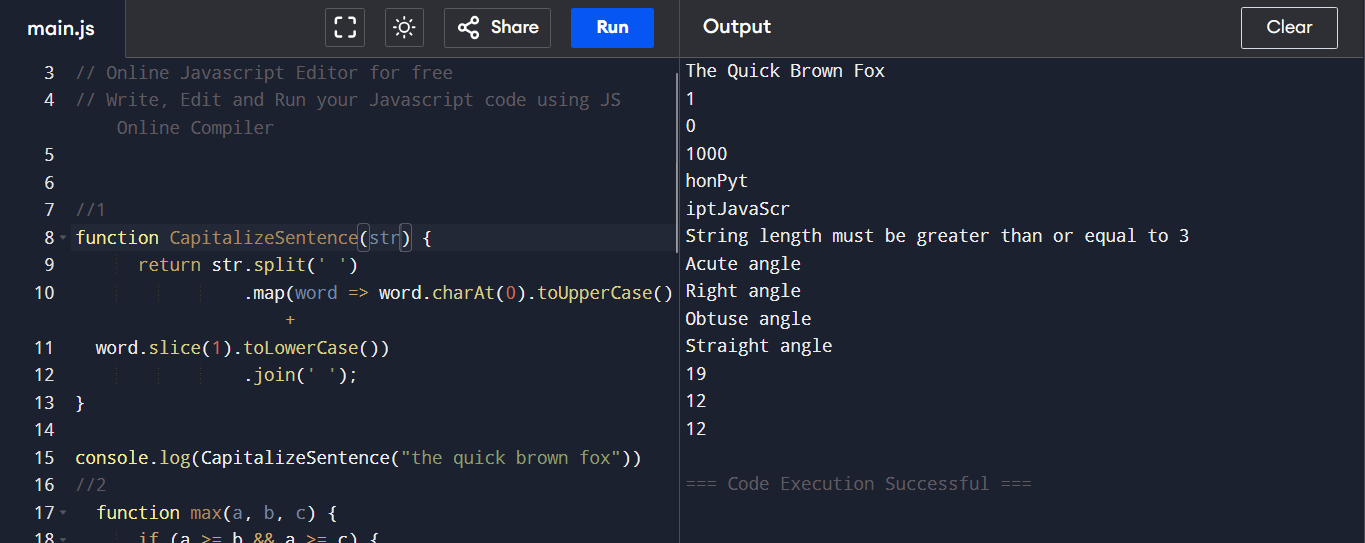 main.js
Share
Run
Output
Clear
3 // Online Javascript Editor for free
4 // Write, Edit and Run your Javascript code using JS
Online Compiler
5
6
7 //1
8 function CapitalizeSentence(str) {
9 return str.split(' ')
10 .map(word => word.charAt(0).toUpperCase()
+
11 word.slice(1).toLowerCase())
12 .join(' ');
13 }
14
15 console.log(CapitalizeSentence("the quick brown fox"))
16 //2
17 function max(a, b, c) {
18 if (a >= b && a >= c) {
The Quick Brown Fox
1
0
1000
honPyt
iptJavaScr
String length must be greater than or equal to 3
Acute angle
Right angle
Obtuse angle
Straight angle
19
12
12
=== Code Execution Successful ===